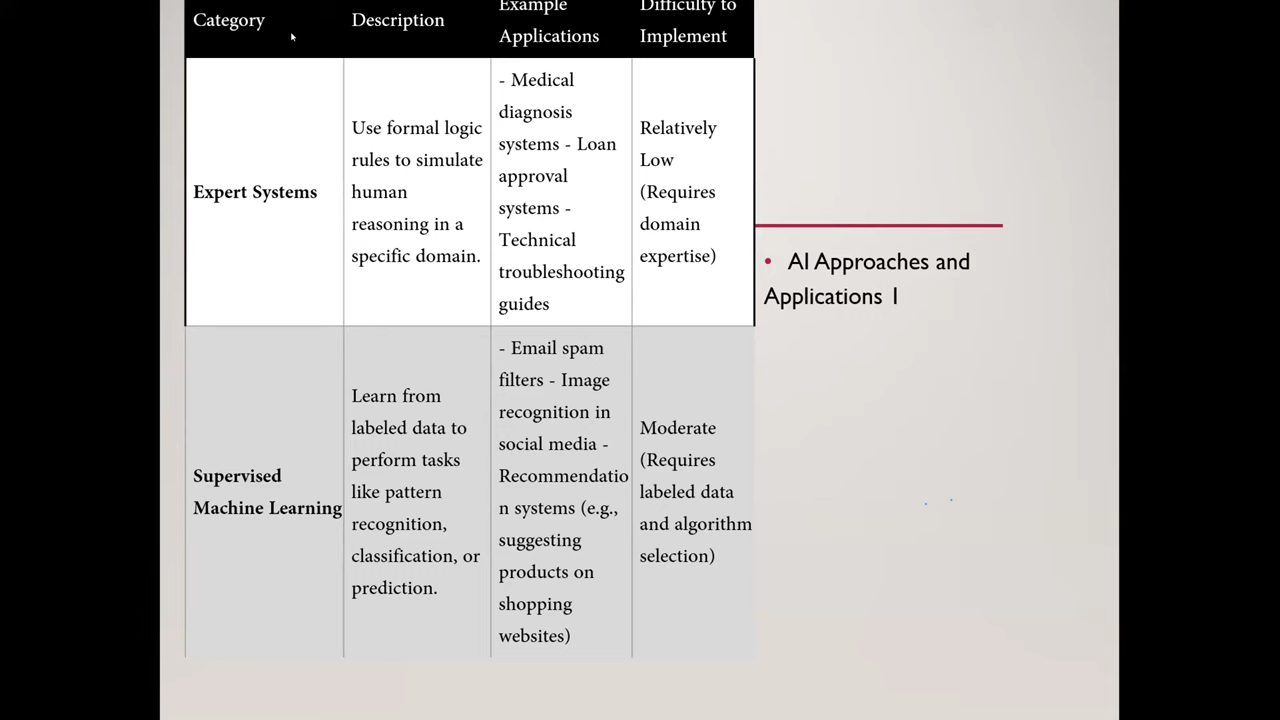 Category
Description
Example
Applications
Difficulty to
Implement
Expert Systems
Use formal logic
rules to simulate
human
reasoning in a
specific domain.
- Medical
diagnosis
systems - Loan
approval
systems -
Technical
troubleshooting
guides
Relatively
Low
(Requires
domain
expertise)
Supervised
Machine Learning
Learn from
labeled data to
perform tasks
like pattern
recognition,
classification, or
prediction.
- Email spam
filters - Image
recognition in
social media -
Recommendatio
n systems (e.g.,
suggesting
products on
shopping
websites)
Moderate
(Requires
labeled data
and algorithm
selection)
• AI Approaches and
Applications 1